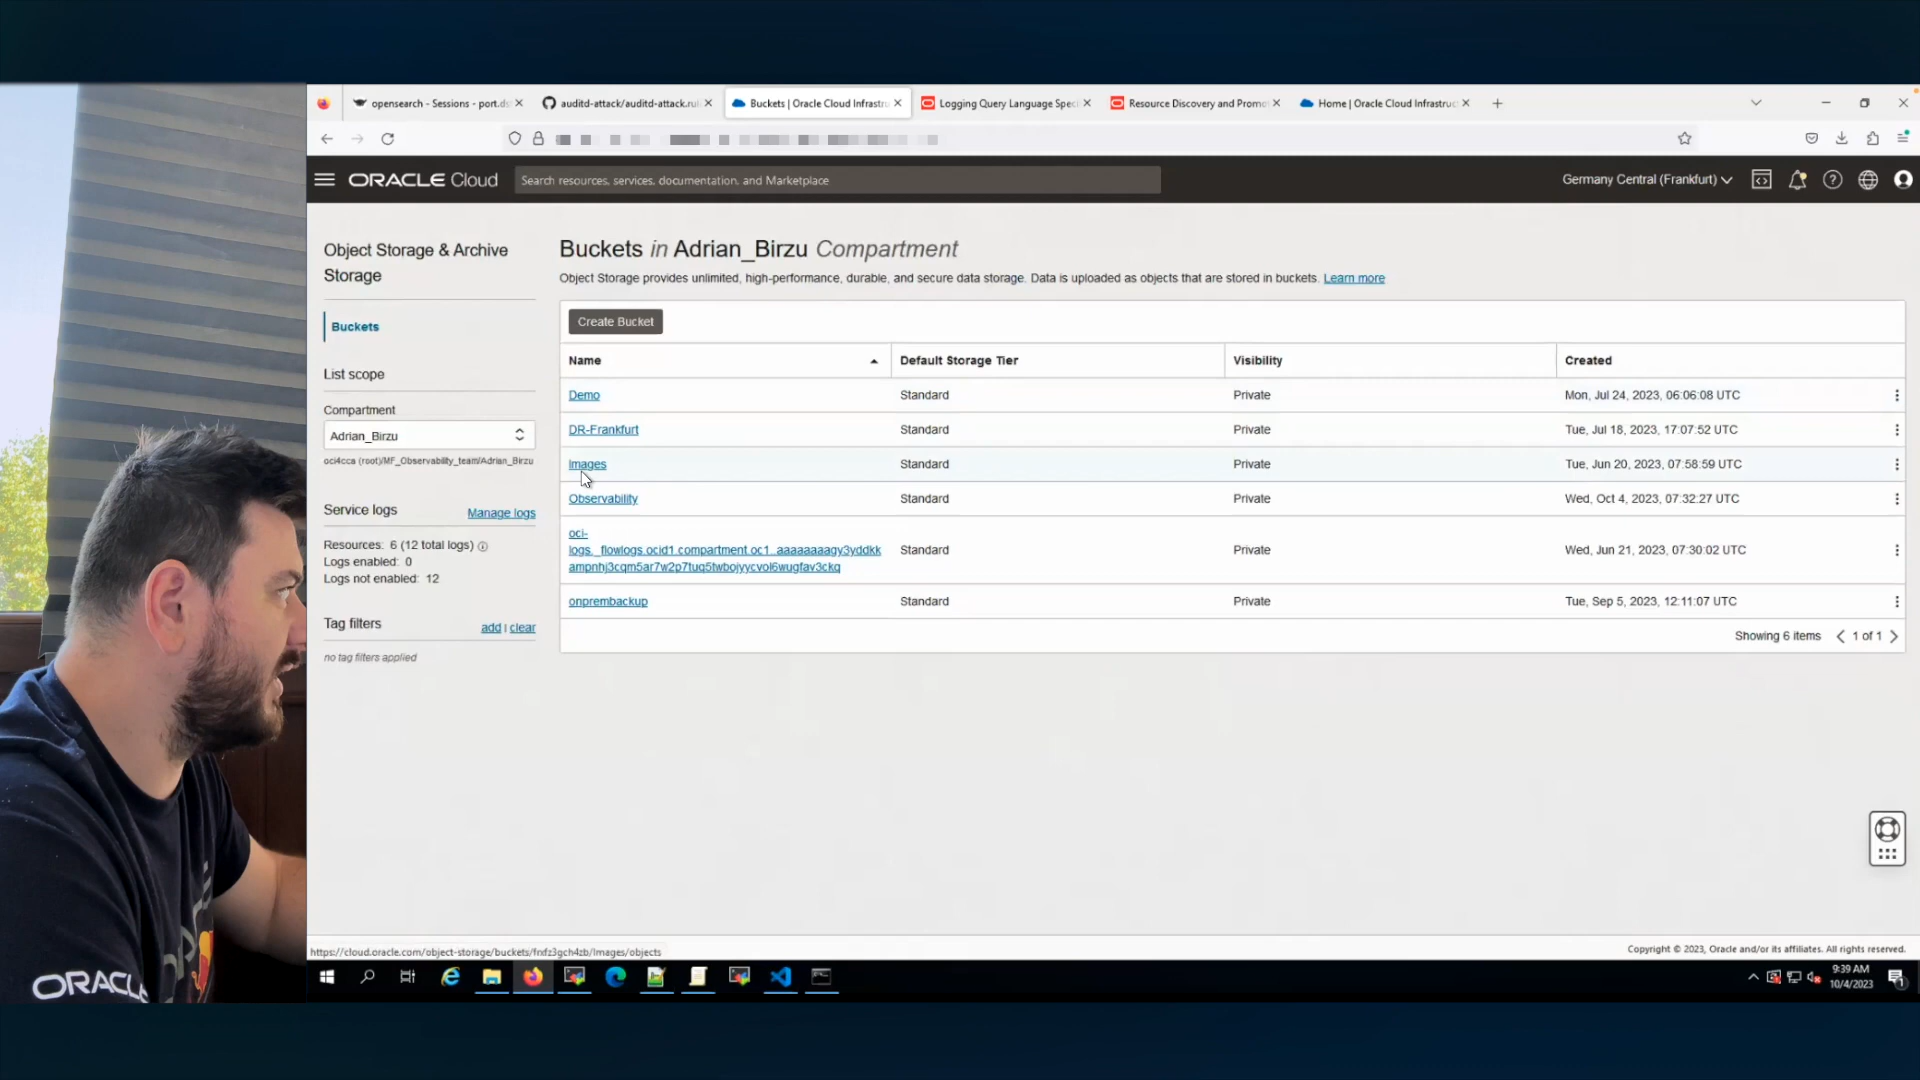 opensearch - Sessions - port.ds
auditd-attack/auditd-attack.rul
Buckets | Oracle Cloud Infrastru
Logging Query Language Speci
Resource Discovery and Promo
Home | Oracle Cloud Infrastruc
ORACLE Cloud
Search resources, services, documentation, and Marketplace
Germany Central (Frankfurt)
Object Storage & Archive
Storage
Buckets
List scope
Compartment
Adrian_Birzu
oci4cca (root)/MF_Observability_team/Adrian_Birzu
Service logs
Manage logs
Resources: 6 (12 total logs)
Logs enabled: 0
Logs not enabled: 12
Tag filters
add | clear
no tag filters applied
Buckets in Adrian_Birzu Compartment
Object Storage provides unlimited, high-performance, durable, and secure data storage. Data is uploaded as objects that are stored in buckets. Learn more
Create Bucket
Name Default Storage Tier Visibility Created
Demo Standard Private Mon, Jul 24, 2023, 06:06:08 UTC
DR-Frankfurt Standard Private Tue, Jul 18, 2023, 17:07:52 UTC
Images Standard Private Tue, Jun 20, 2023, 07:58:59 UTC
Observability Standard Private Wed, Oct 4, 2023, 07:32:27 UTC
oci-
logs._flowlogs.ocid1.compartment.oc1..aaaaaaaagy3yddkk
ampnhj3cqm5ar7w2p7tuq5twbojyycvol6wugfav3ckq
Standard Private Wed, Jun 21, 2023, 07:30:02 UTC
onprembackup Standard Private Tue, Sep 5, 2023, 12:11:07 UTC
Showing 6 items 1 of 1
https://cloud.oracle.com/object-storage/buckets/fnfz3gch4zb/Images/objects
Copyright © 2023, Oracle and/or its affiliates. All rights reserved.
9:39 AM
10/4/2023
1
ORACL